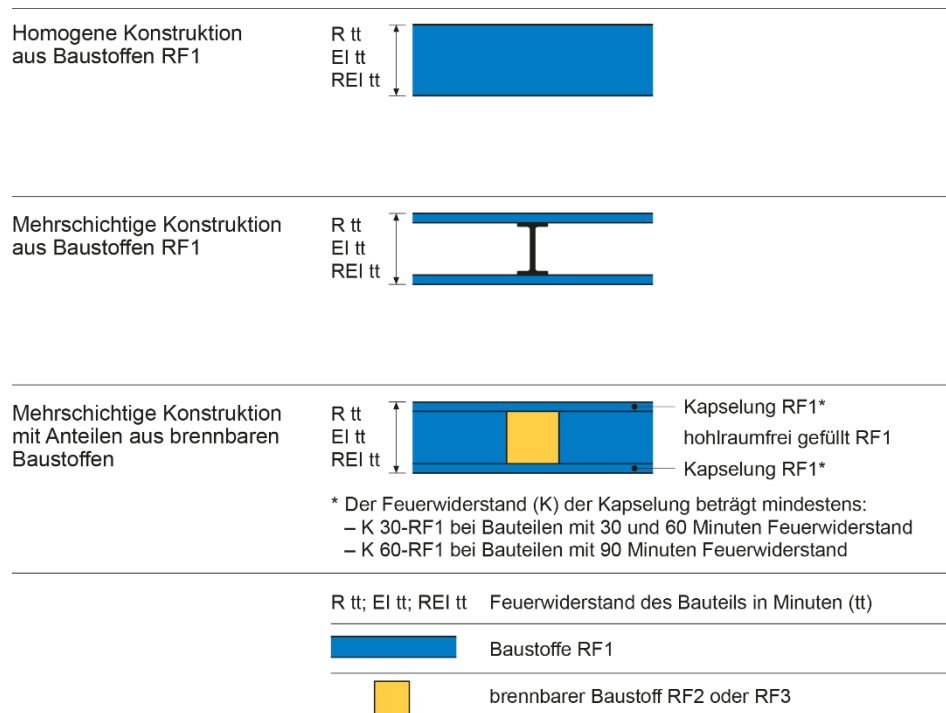 Homogene Konstruktion
aus Baustoffen RF1
R tt
EI tt
REI tt
Mehrschichtige Konstruktion
aus Baustoffen RF1
R tt
EI tt
REI tt
Mehrschichtige Konstruktion
mit Anteilen aus brennbaren
Baustoffen
R tt
EI tt
REI tt
Kapselung RF1*
hohlraumfrei gefüllt RF1
Kapselung RF1*
* Der Feuerwiderstand (K) der Kapselung beträgt mindestens:
– K 30-RF1 bei Bauteilen mit 30 und 60 Minuten Feuerwiderstand
– K 60-RF1 bei Bauteilen mit 90 Minuten Feuerwiderstand
R tt; EI tt; REI tt Feuerwiderstand des Bauteils in Minuten (tt)
Baustoffe RF1
brennbarer Baustoff RF2 oder RF3